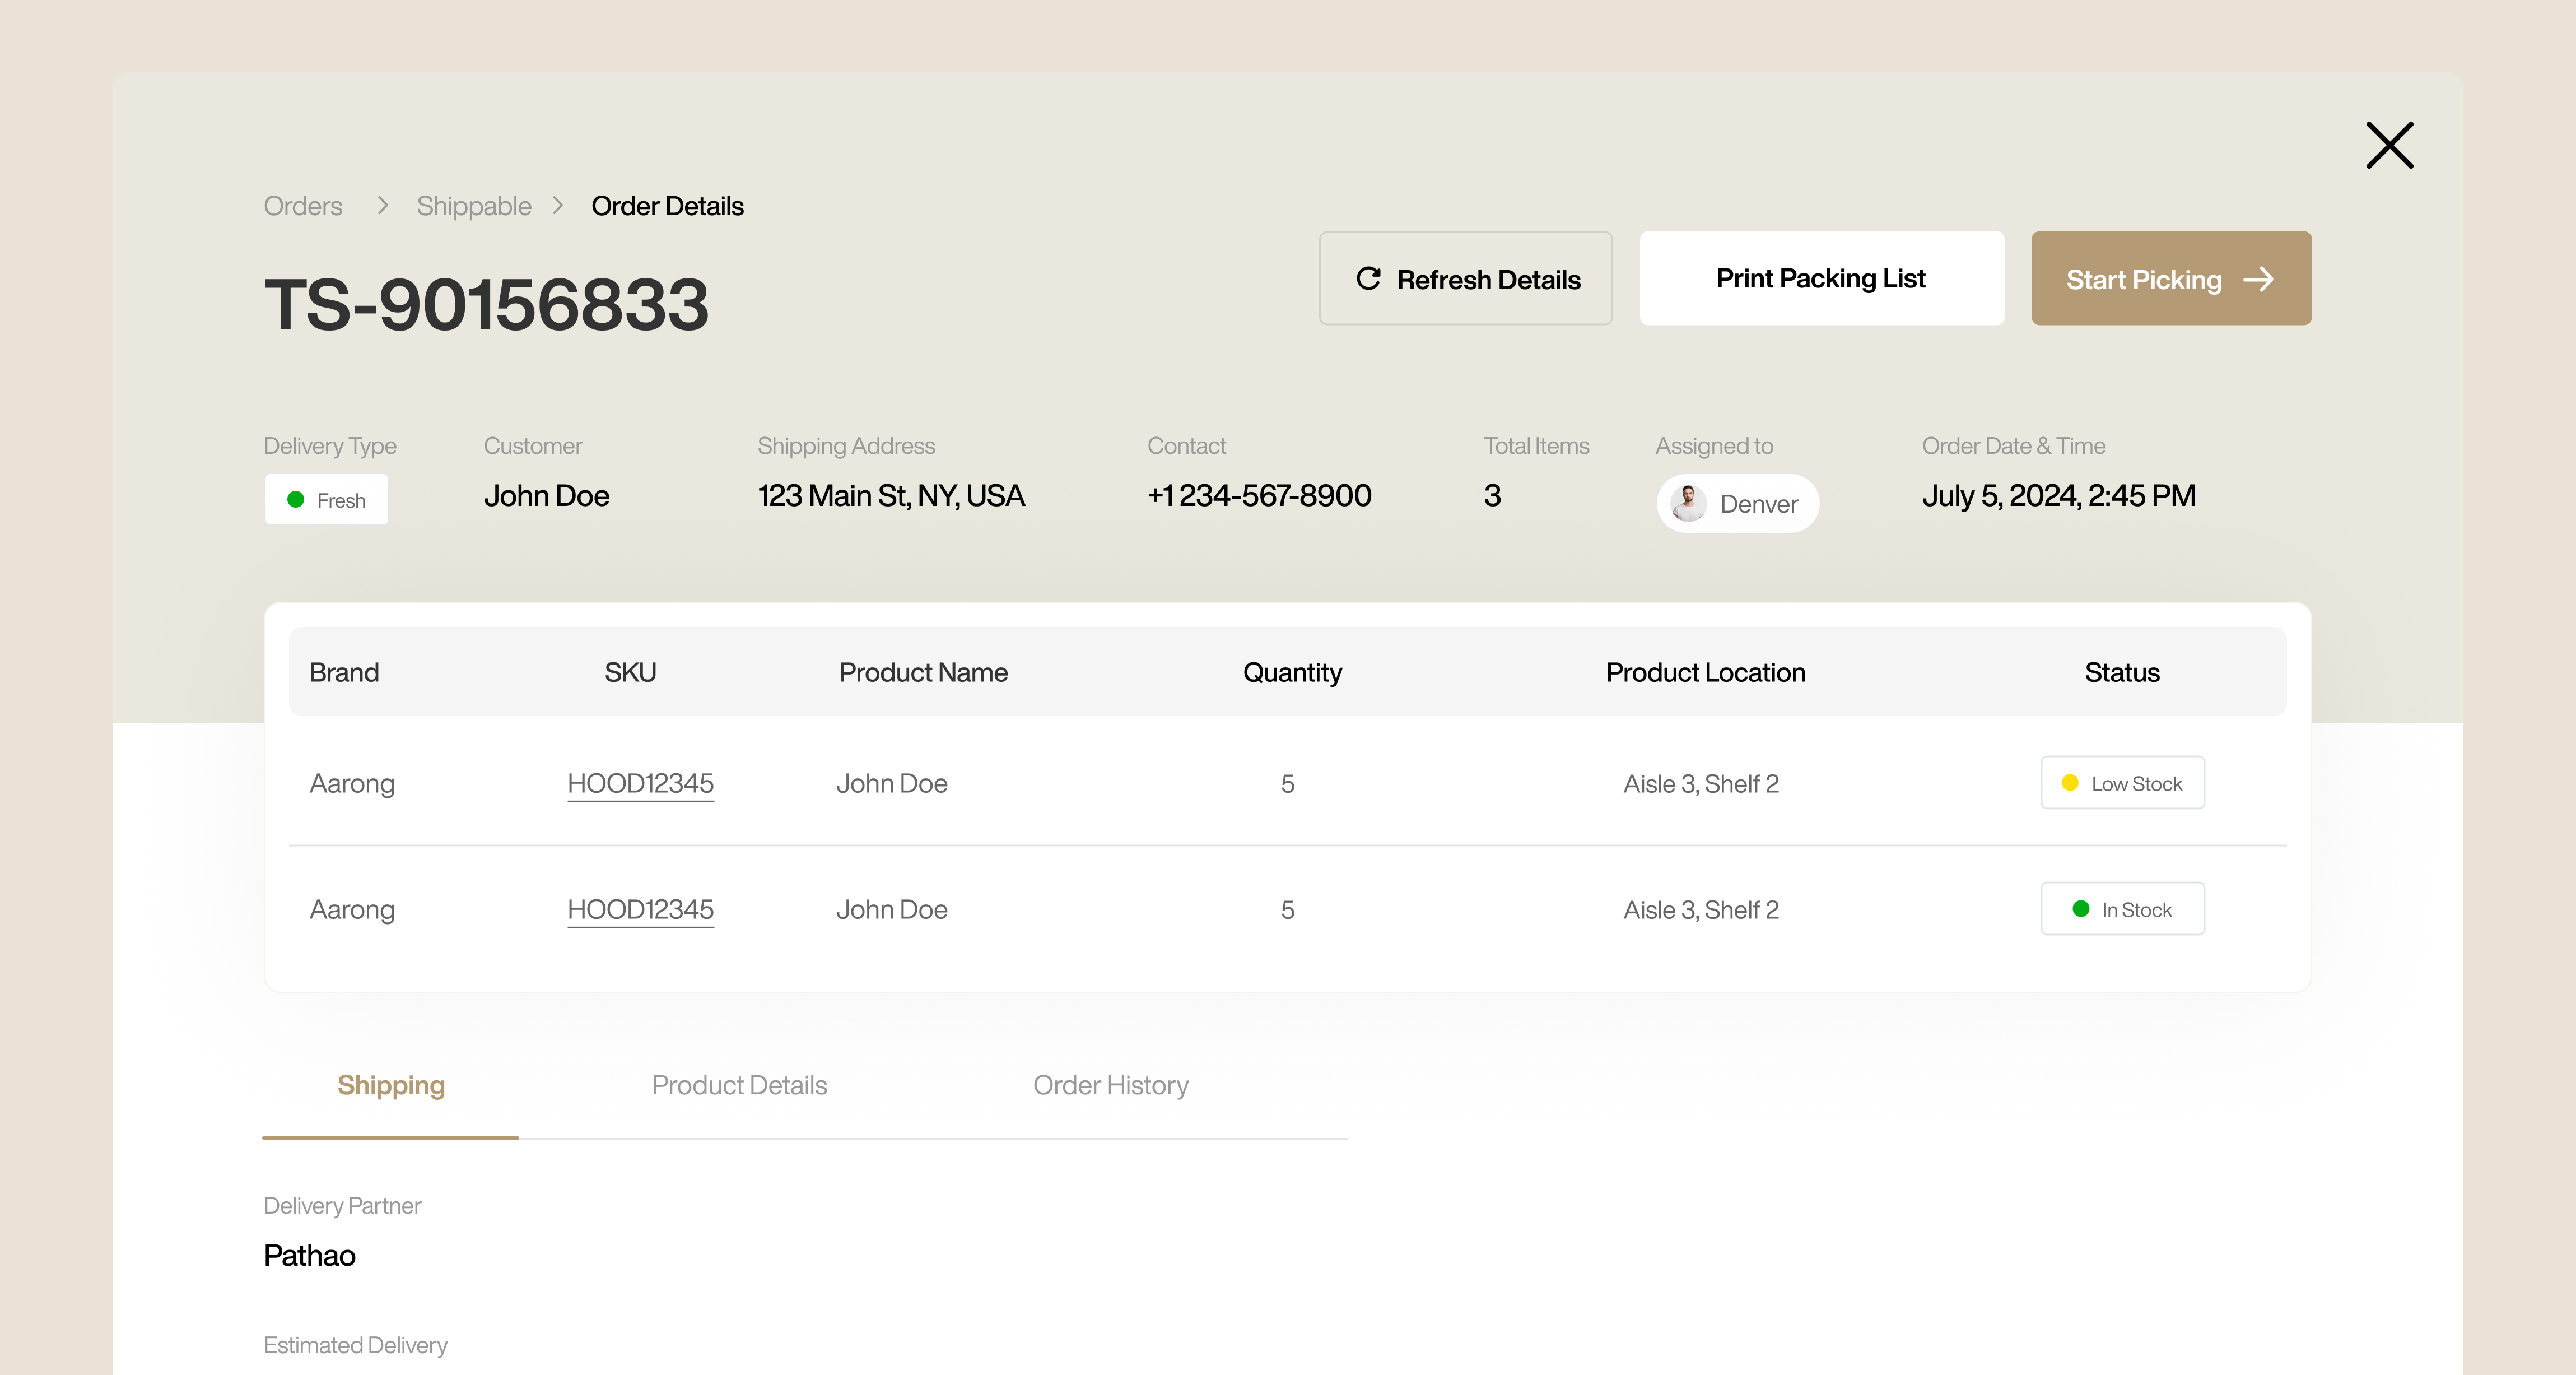 Orders > Shippable > Order Details
TS-90156833
Refresh Details
Print Packing List
Start Picking
Delivery Type Customer Shipping Address Contact Total Items Assigned to Order Date & Time
Fresh John Doe 123 Main St, NY, USA +1 234-567-8900 3 Denver July 5, 2024, 2:45 PM
Brand SKU Product Name Quantity Product Location Status
Aarong HOOD12345 John Doe 5 Aisle 3, Shelf 2 Low Stock
Aarong HOOD12345 John Doe 5 Aisle 3, Shelf 2 In Stock
Shipping Product Details Order History
Delivery Partner
Pathao
Estimated Delivery